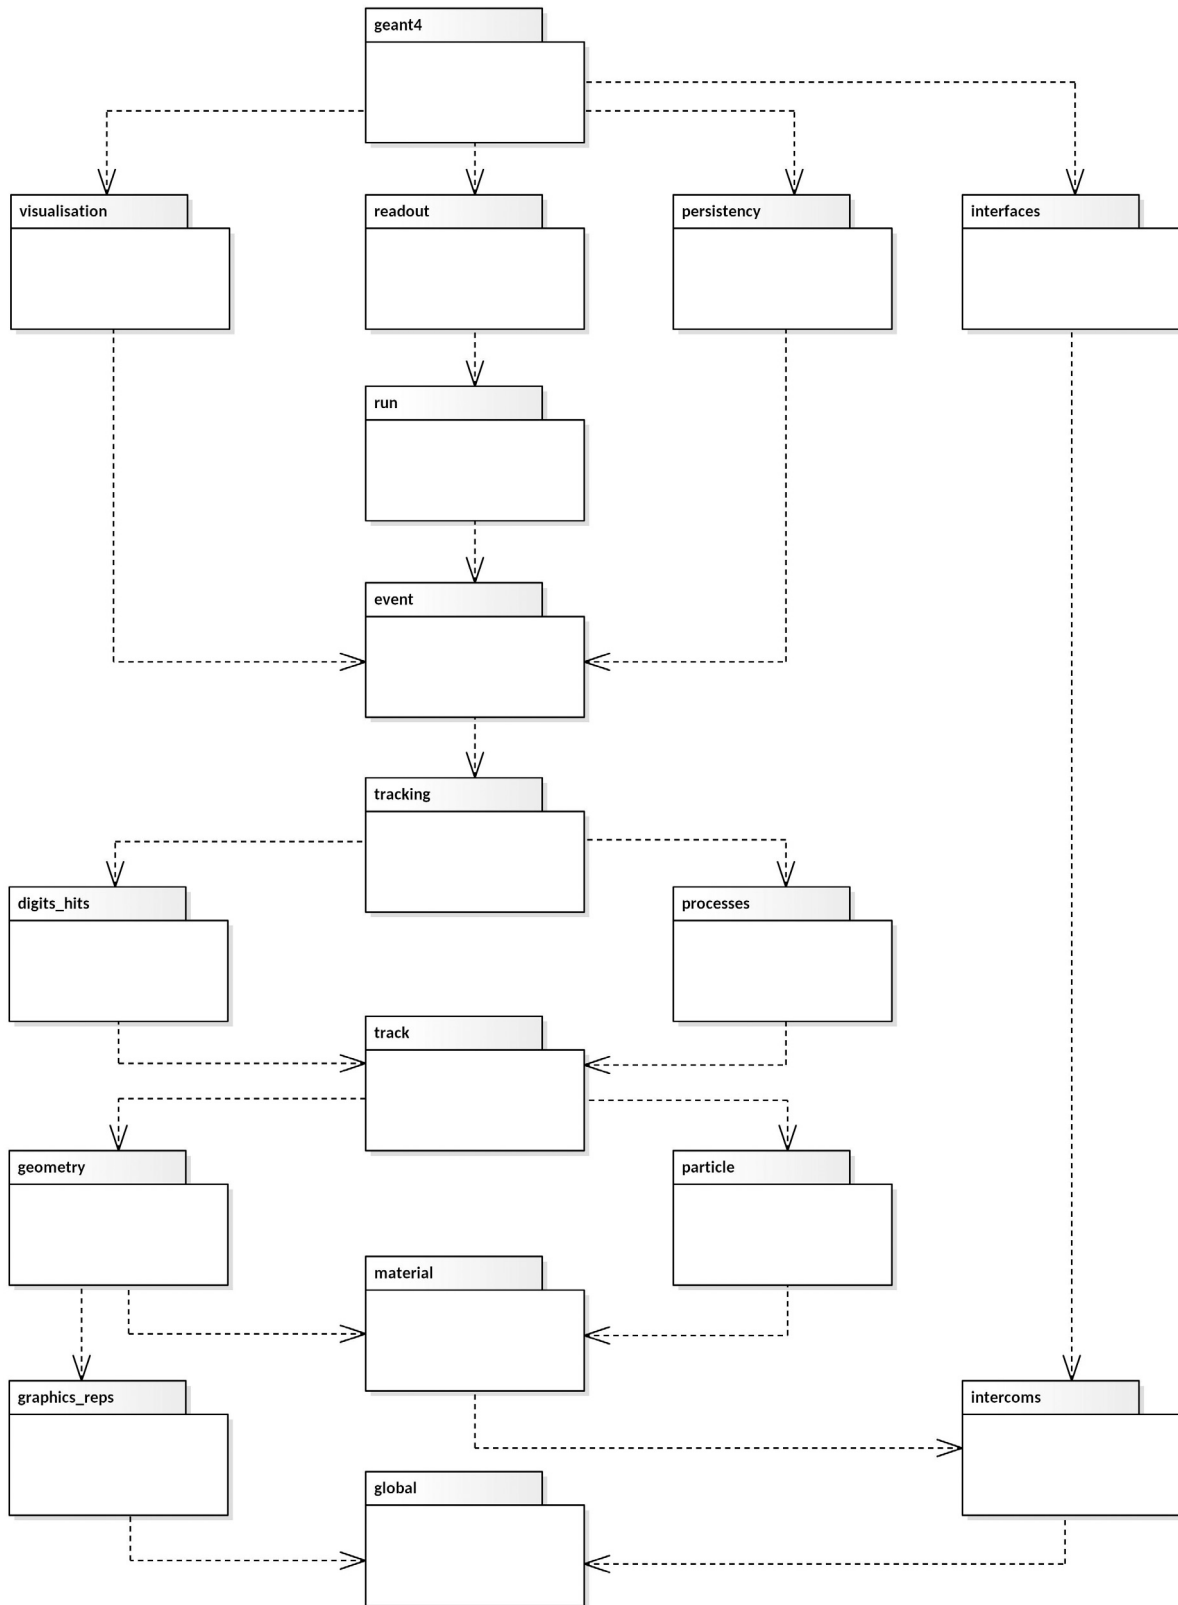 geant4
visualisation
readout
persistency
interfaces
run
event
tracking
digits_hits
processes
track
geometry
particle
material
graphics_reps
intercoms
global